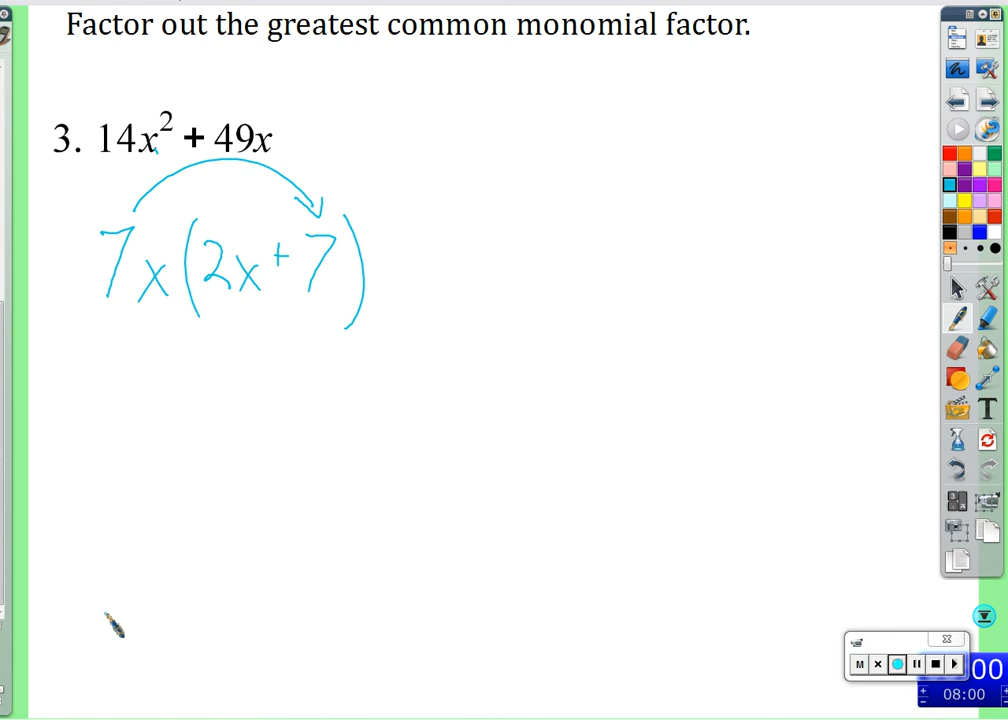 Factor out the greatest common monomial factor.
3. 14x² + 49x
7x(2x + 7)
T
M
00
08:00